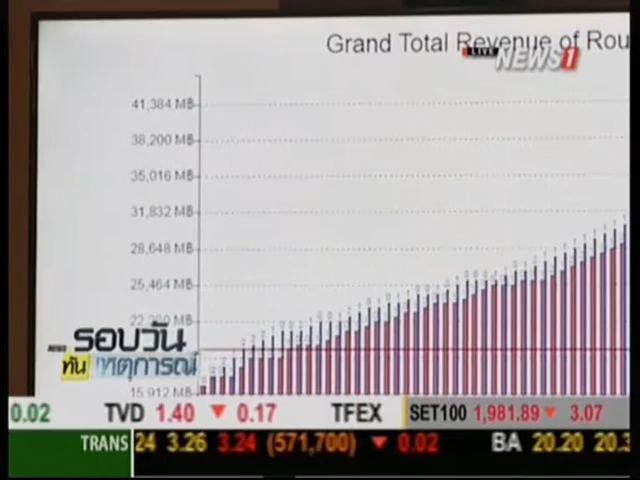 Grand Total Revenue of Rou
LIVE NEWS1
41,384 MB
38,200 MB
35,016 MB
31,832 MB
28,648 MB
25,464 MB
22,280 MB
รอบวัน
ทัน เหตุการณ์
15,912 MB
0.02 TVD 1.40 ▼ 0.17 TFEX SET100 1,981.89 ▼ 3.07
TRANS 24 3.26 3.24 (571,700) ▼ 0.02 BA 20.20 20.3